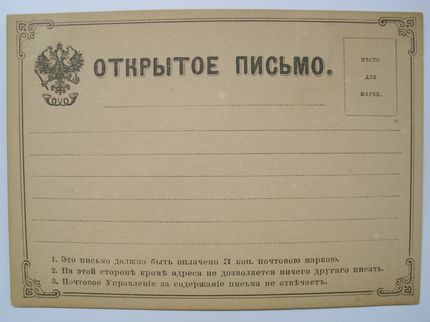 ОТКРЫТОЕ ПИСЬМО.
МѢСТО
ДЛЯ
МАРКИ.
1. Это письмо должно быть оплачено 3 коп. почтовою маркою.
2. На этой сторонѣ кромѣ адреса не дозволяется ничего другаго писать.
3. Почтовое Управленіе за содержаніе письма не отвѣчаетъ.